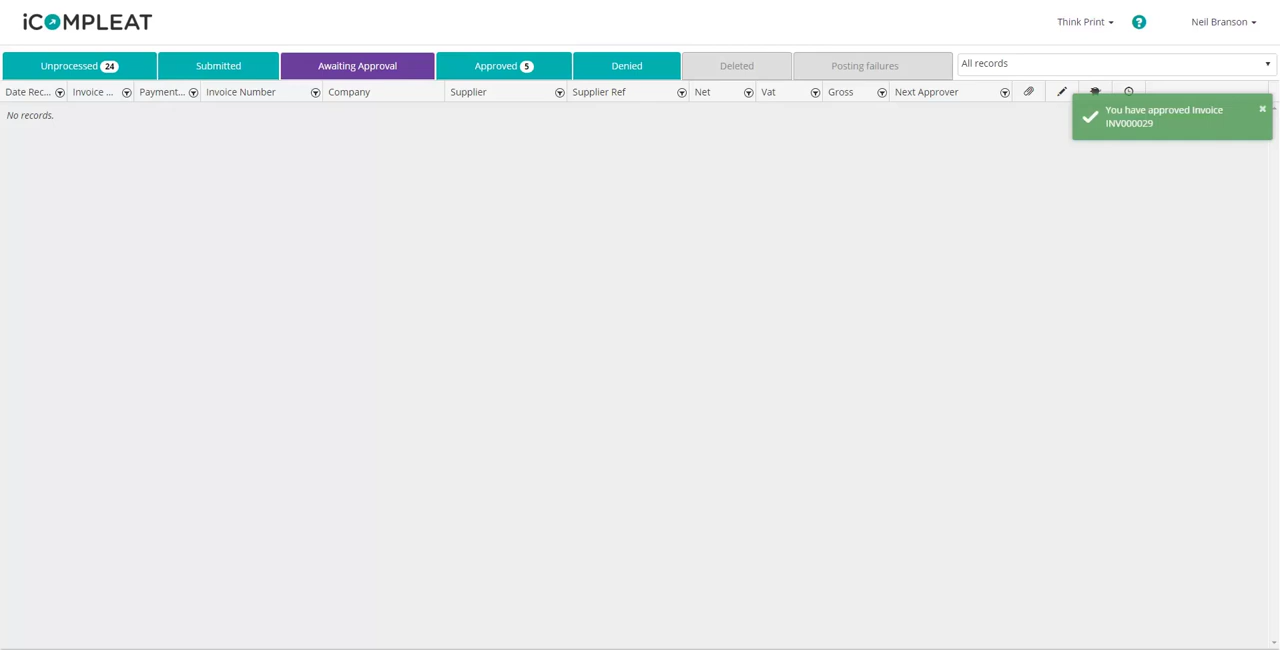 iCOMPLEAT
Think Print
?
Neil Branson
Unprocessed 24
Submitted
Awaiting Approval
Approved 5
Denied
Deleted
Posting failures
All records
Date Rec...
Invoice ...
Payment...
Invoice Number
Company
Supplier
Supplier Ref
Net
Vat
Gross
Next Approver
No records.
You have approved Invoice
INV000029